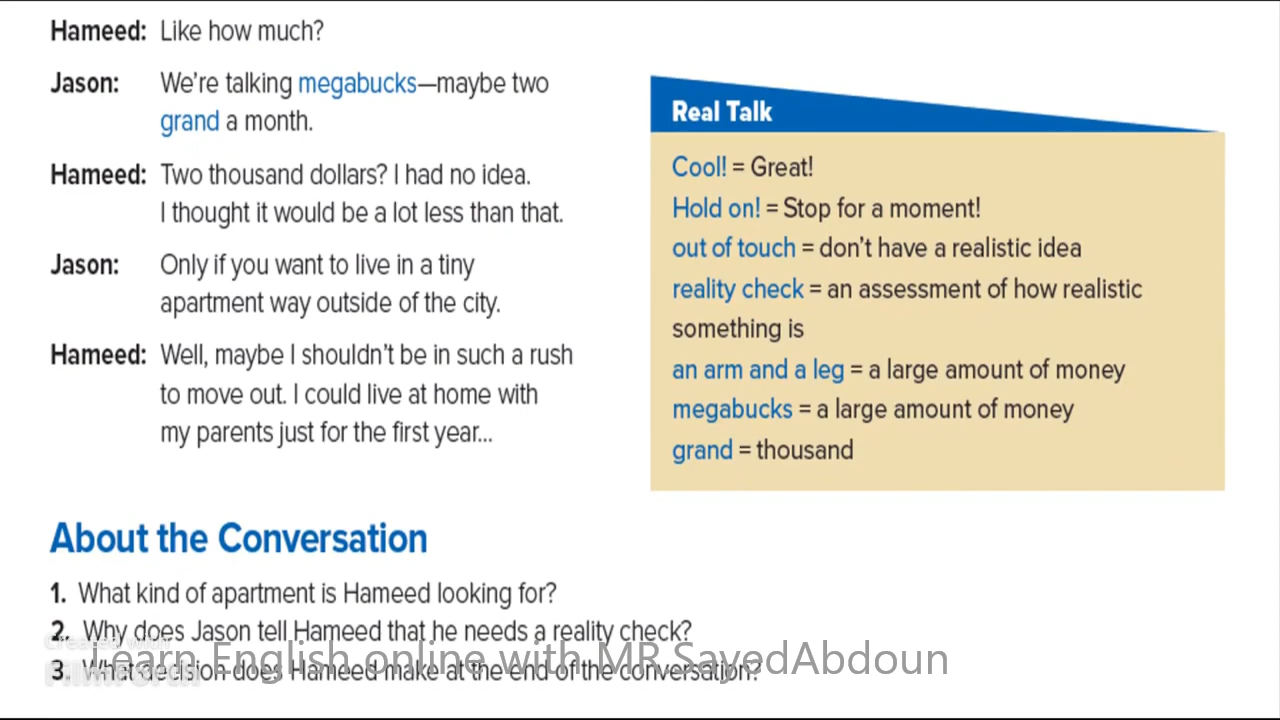 Hameed: Like how much?
Jason: We're talking megabucks—maybe two
grand a month.
Hameed: Two thousand dollars? I had no idea.
I thought it would be a lot less than that.
Jason: Only if you want to live in a tiny
apartment way outside of the city.
Hameed: Well, maybe I shouldn't be in such a rush
to move out. I could live at home with
my parents just for the first year...
Real Talk
Cool! = Great!
Hold on! = Stop for a moment!
out of touch = don't have a realistic idea
reality check = an assessment of how realistic
something is
an arm and a leg = a large amount of money
megabucks = a large amount of money
grand = thousand
About the Conversation
1. What kind of apartment is Hameed looking for?
2. Why does Jason tell Hameed that he needs a reality check?
3. What decision does Hameed make at the end of the conversation?
Learn English online with MR.SayedAbdoun
Created with